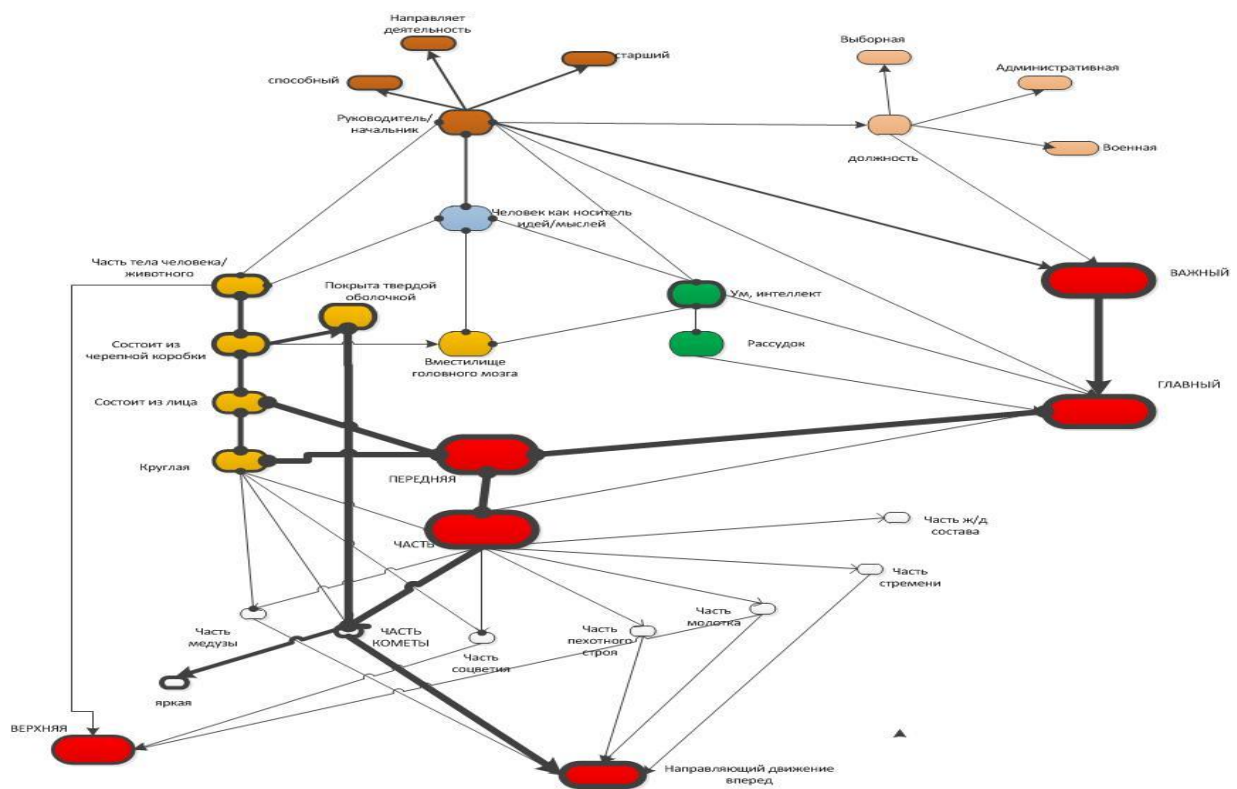 Направляет
деятельность
старший
способный
Руководитель/
начальник
Выборная
Административная
Военная
должность
Человек как носитель
идей/мыслей
Часть тела человека/
животного
Покрыта твердой
оболочкой
Ум, интеллект
ВАЖНЫЙ
Состоит из
черепной коробки
Вместилище
головного мозга
Рассудок
ГЛАВНЫЙ
Состоит из лица
Круглая
ПЕРЕДНЯЯ
ЧАСТЬ
Часть ж/д
состава
Часть
стремени
Часть
медузы
ЧАСТЬ
КОМЕТЫ
Часть
соцветия
Часть
пехотного
строя
Часть
молотка
яркая
ВЕРХНЯЯ
Направляющий движение
вперед